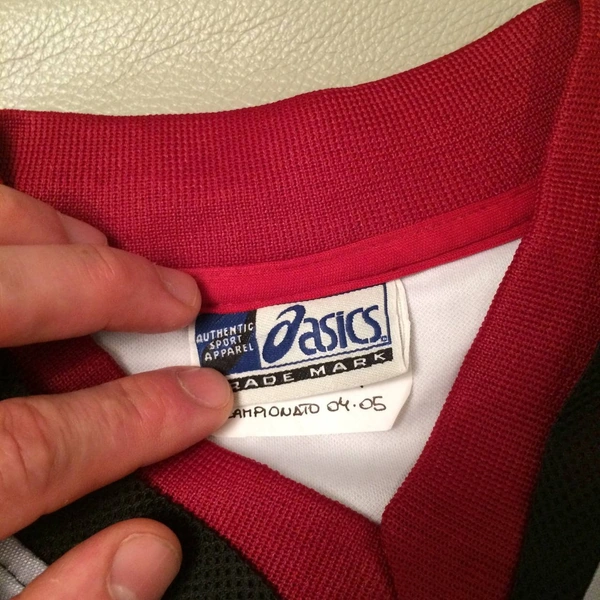 AUTHENTIC
SPORT
APPAREL
asics
RADE MARK
AMPIONATO 04·05